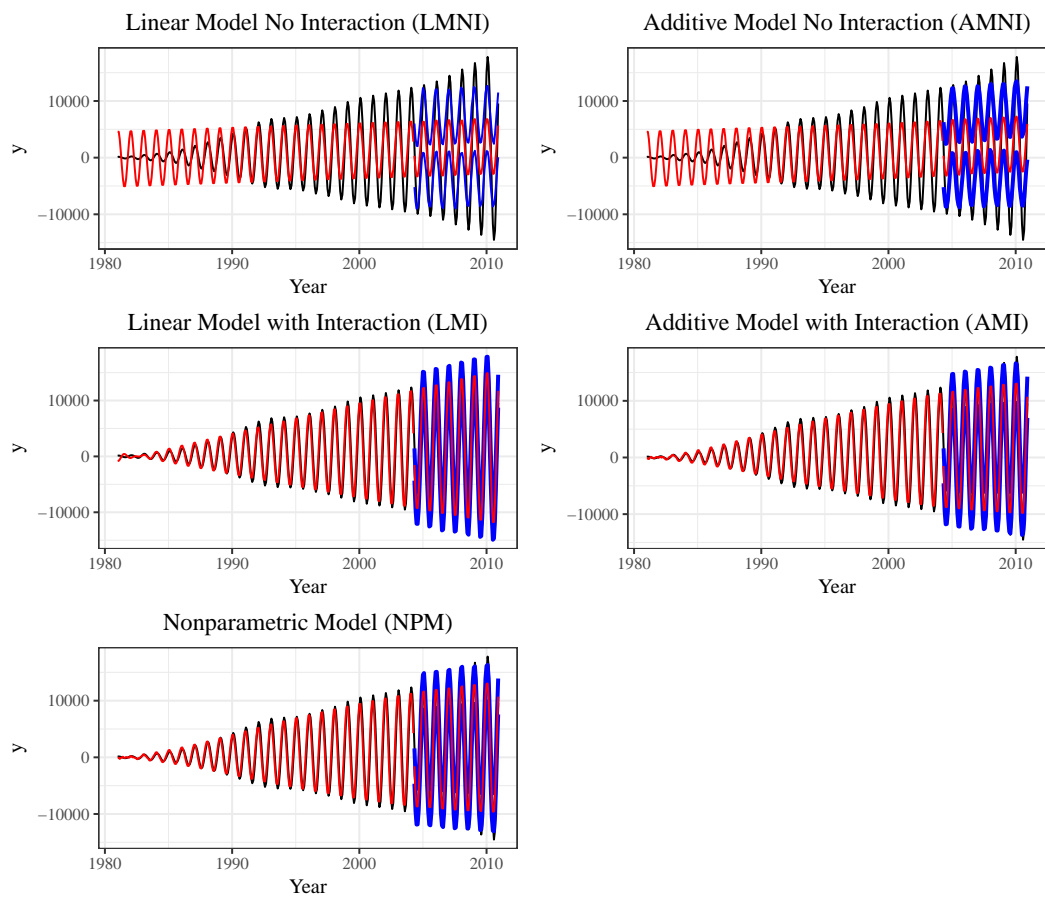 Linear Model No Interaction (LMNI)
y
10000
0
−10000
1980 1990 2000 2010
Year
Additive Model No Interaction (AMNI)
y
10000
0
−10000
1980 1990 2000 2010
Year
Linear Model with Interaction (LMI)
y
10000
0
−10000
1980 1990 2000 2010
Year
Additive Model with Interaction (AMI)
y
10000
0
−10000
1980 1990 2000 2010
Year
Nonparametric Model (NPM)
y
10000
0
−10000
1980 1990 2000 2010
Year